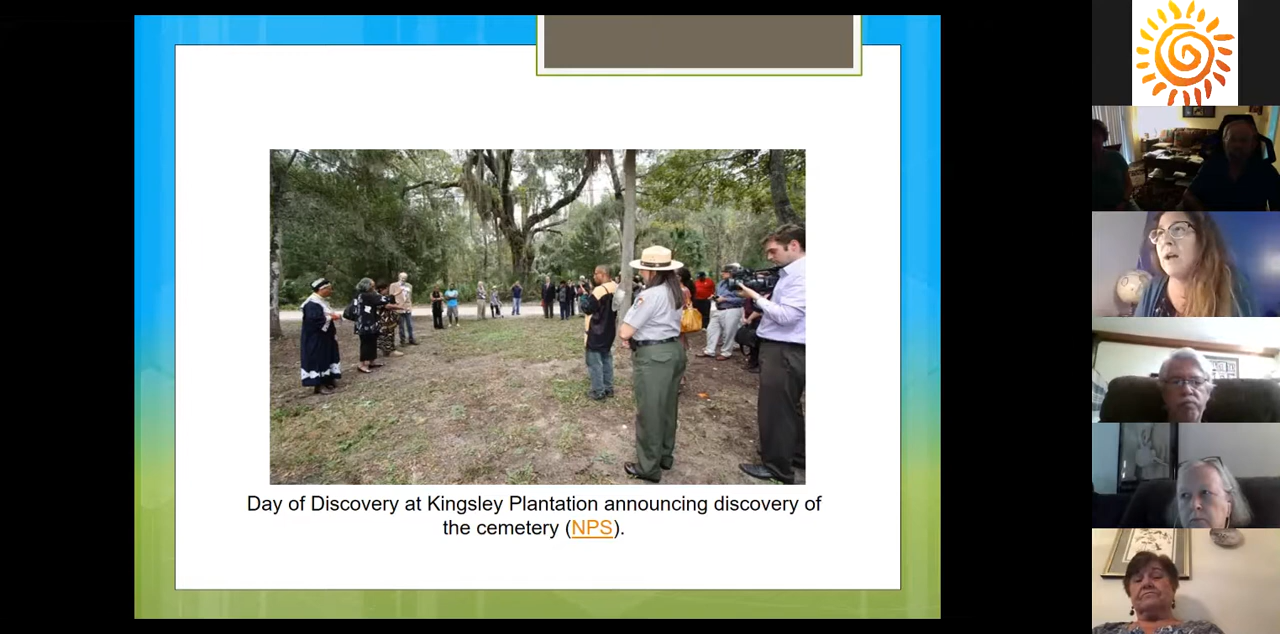 Day of Discovery at Kingsley Plantation announcing discovery of
the cemetery (NPS).